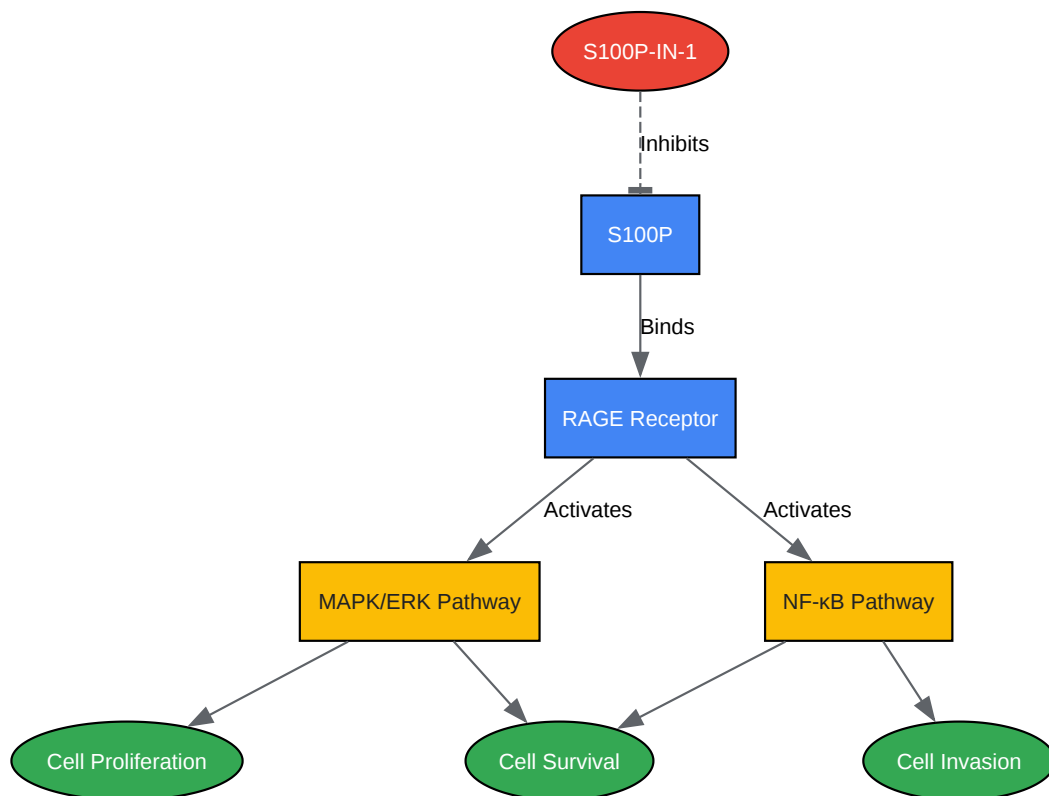 S100P-IN-1
Inhibits
S100P
Binds
RAGE Receptor
Activates
Activates
MAPK/ERK Pathway
NF-κB Pathway
Cell Proliferation
Cell Survival
Cell Invasion